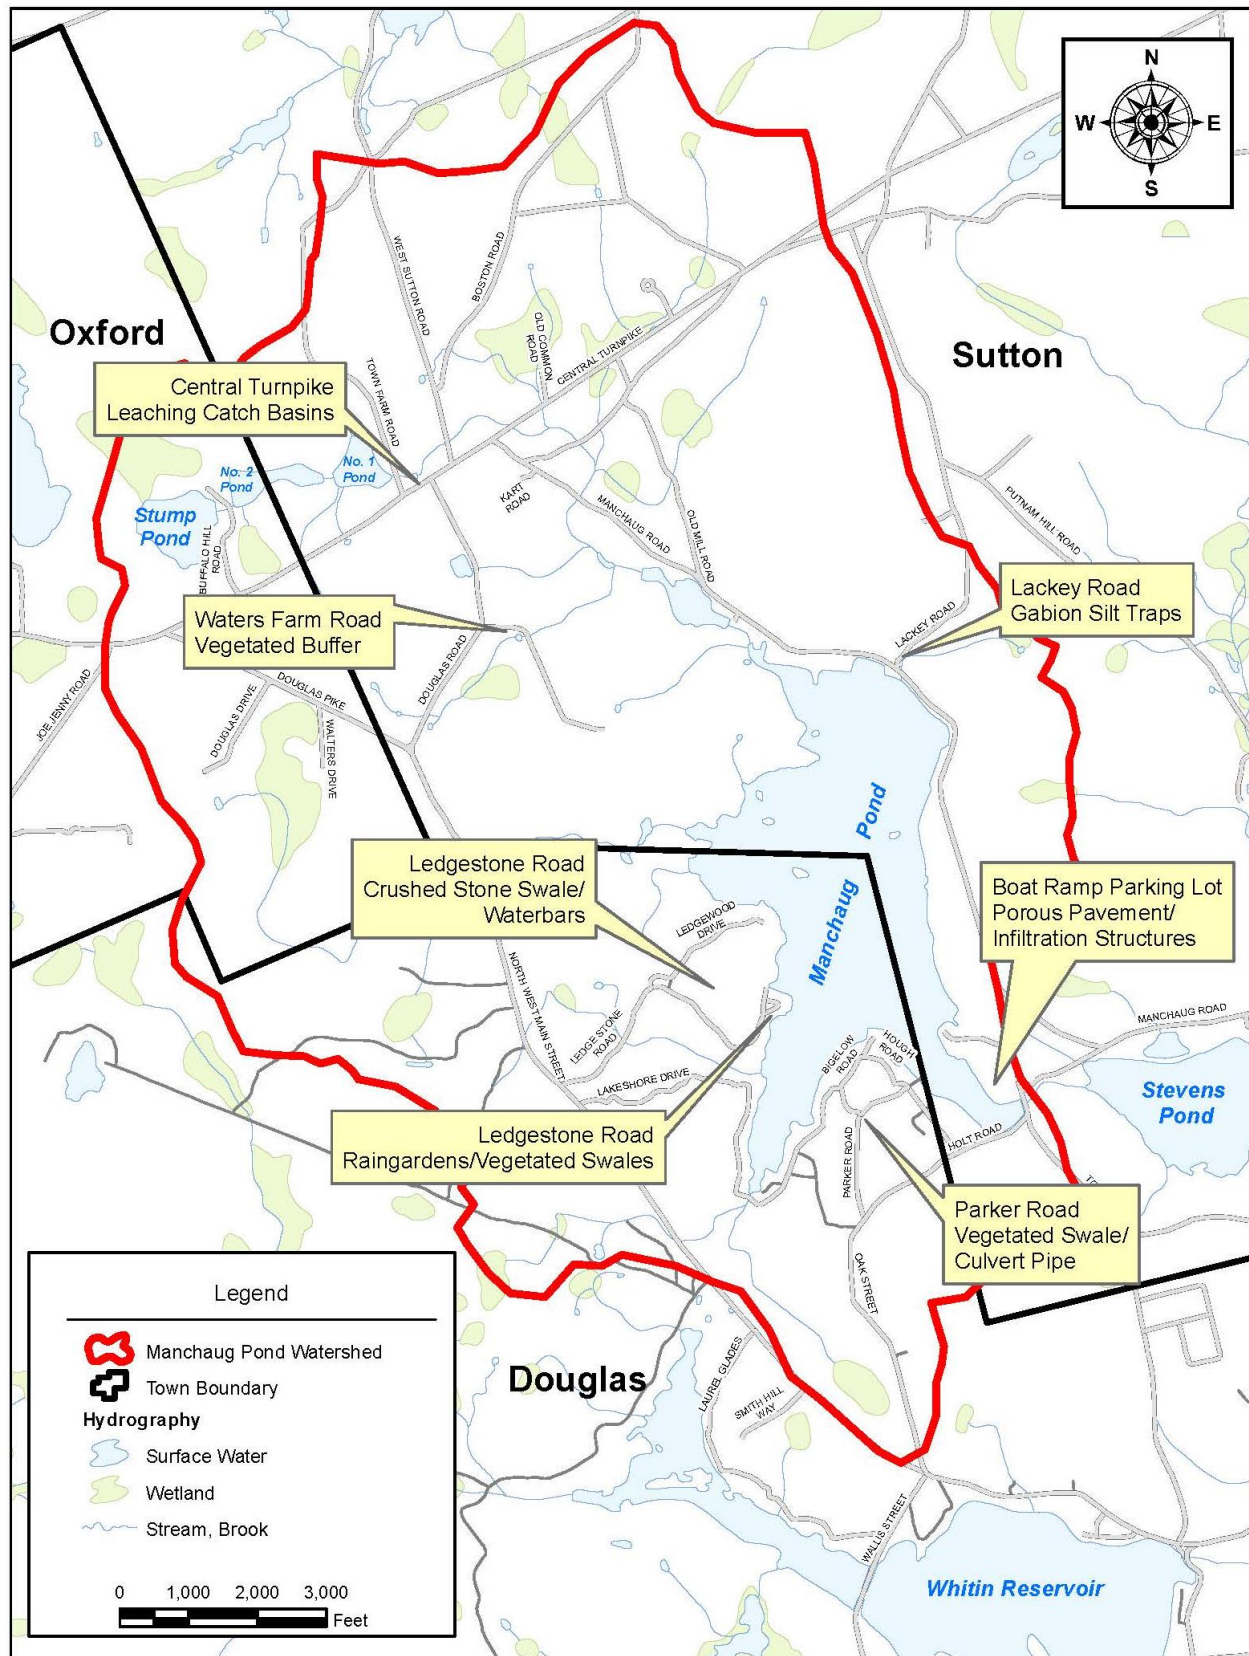 N
W
E
S
Oxford
Sutton
WEST SUTTON ROAD
BOSTON ROAD
OLD COMMON
ROAD
CENTRAL TURNPIKE
TOWN FARM ROAD
Central Turnpike
Leaching Catch Basins
No. 2
Pond
No. 1
Pond
Stump
Pond
BUFFALO HILL
ROAD
KART
ROAD
MANCHAUG ROAD
OLD MILL ROAD
PUTNAM HILL ROAD
LACKEY ROAD
Lackey Road
Gabion Silt Traps
Waters Farm Road
Vegetated Buffer
JOE JENNY ROAD
DOUGLAS DRIVE
DOUGLAS PIKE
WALTERS DRIVE
DOUGLAS ROAD
Manchaug Pond
Ledgestone Road
Crushed Stone Swale/
Waterbars
LEDGEWOOD
DRIVE
Boat Ramp Parking Lot
Porous Pavement/
Infiltration Structures
NORTH WEST MAIN STREET
LEDGESTONE
ROAD
LAKESHORE DRIVE
BIGELOW
ROAD
HOUGH
ROAD
MANCHAUG ROAD
Stevens
Pond
HOLT ROAD
PARKER ROAD
Ledgestone Road
Raingardens/Vegetated Swales
Parker Road
Vegetated Swale/
Culvert Pipe
OAK STREET
Douglas
LAUREL GLADES
SMITH HILL
WAY
WALLIS STREET
Whitin Reservoir
Legend
Manchaug Pond Watershed
Town Boundary
Hydrography
Surface Water
Wetland
Stream, Brook
0 1,000 2,000 3,000
Feet